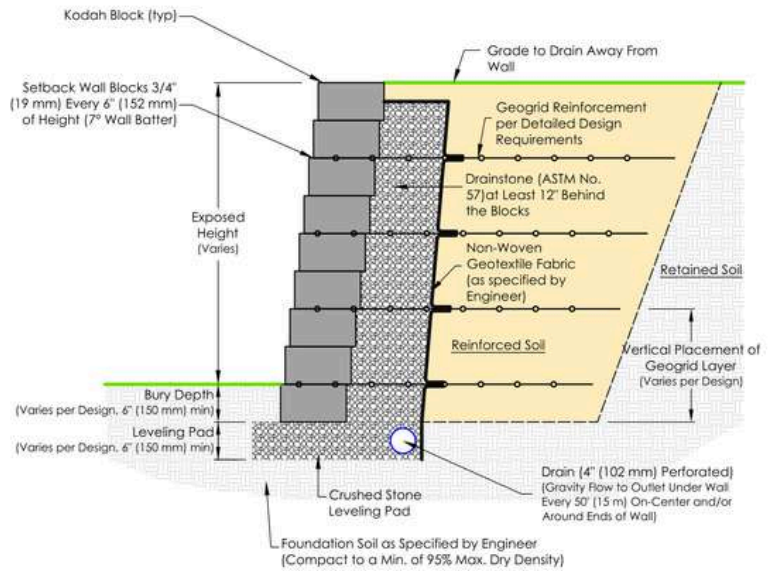 Kodah Block (typ)
Grade to Drain Away From
Wall
Setback Wall Blocks 3/4"
(19 mm) Every 6" (152 mm)
of Height (7° Wall Batter)
Geogrid Reinforcement
per Detailed Design
Requirements
Drainstone (ASTM No.
57)at Least 12" Behind
the Blocks
Exposed
Height
(Varies)
Non-Woven
Geotextile Fabric
(as specified by
Engineer)
Retained Soil
Reinforced Soil
Vertical Placement of
Geogrid Layer
(Varies per Design)
Bury Depth
(Varies per Design, 6" (150 mm) min)
Leveling Pad
(Varies per Design, 6" (150 mm) min)
Crushed Stone
Leveling Pad
Drain (4" (102 mm) Perforated)
(Gravity Flow to Outlet Under Wall
Every 50' (15 m) On-Center and/or
Around Ends of Wall)
Foundation Soil as Specified by Engineer
(Compact to a Min. of 95% Max. Dry Density)